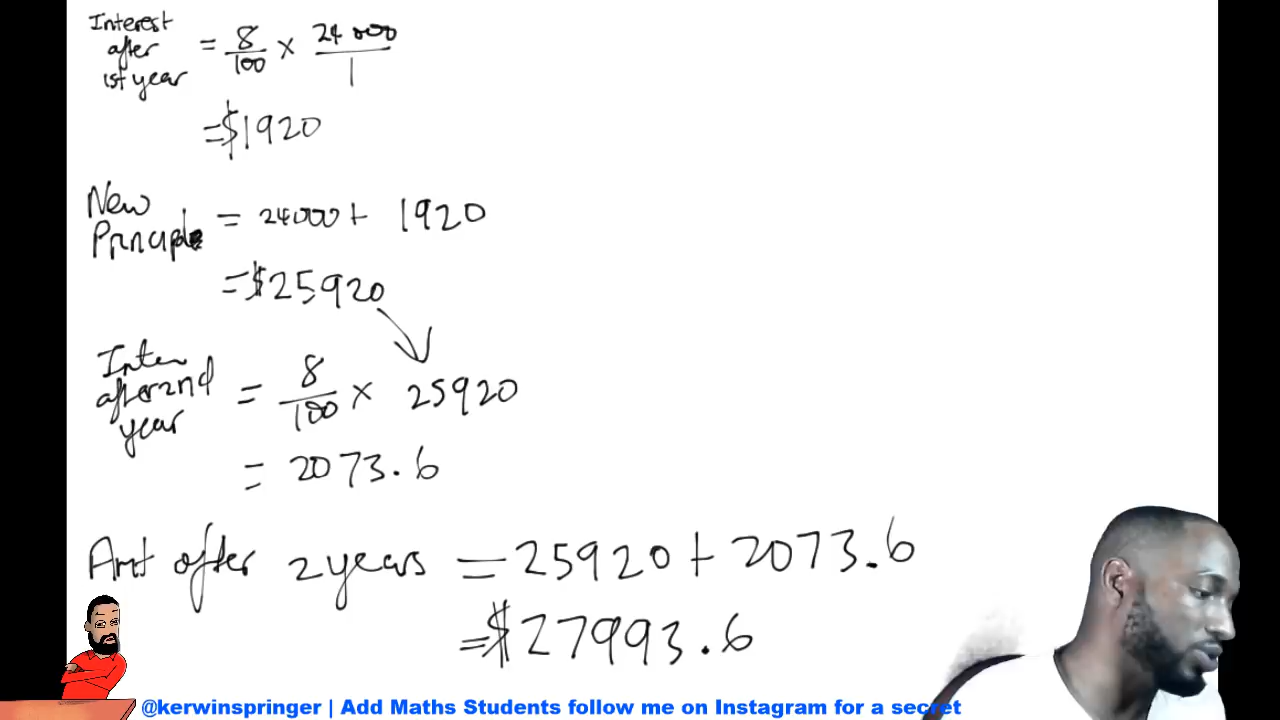 Interest
after
1st year
= 8/100 × 24000/1
= $1920
New
Principle
= 24000 + 1920
= $25920
Inter
after 2nd
year
= 8/100 × 25920
= 2073.6
Amt after 2 years = 25920 + 2073.6
= $27993.6
@kerwinspringer | Add Maths Students follow me on Instagram for a secret